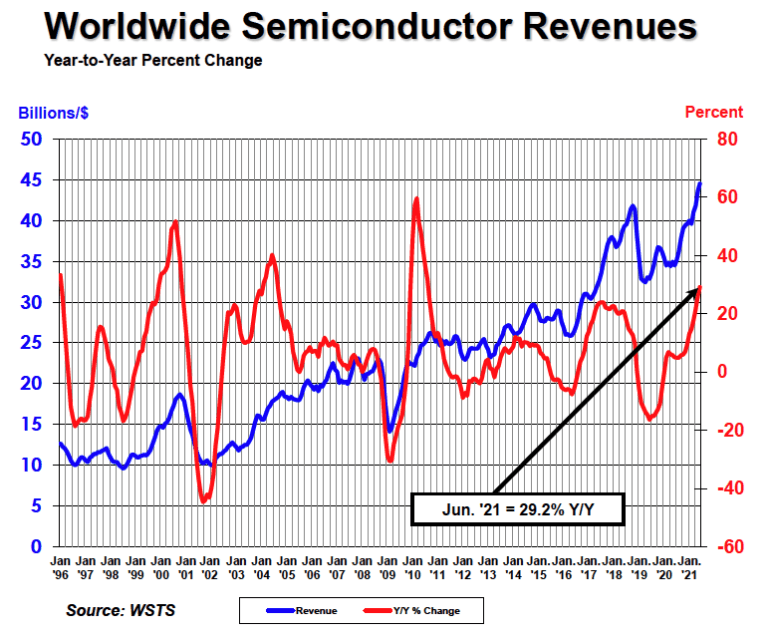 Worldwide Semiconductor Revenues
Year-to-Year Percent Change
Billions/$ Percent
50 80
45
40 60
35 40
30
25 20
20 0
15 -20
10
5 -40
0 -60
Jan Jan Jan Jan Jan Jan Jan Jan Jan Jan Jan Jan Jan Jan Jan. Jan. Jan. Jan. Jan. Jan. Jan. Jan. Jan. Jan. Jan. Jan.
'96 '97 '98 '99 '00 '01 '02 '03 '04 '05 '06 '07 '08 '09 '10 '11 '12 '13 '14 '15 '16 '17 '18 '19 '20 '21
Jun. '21 = 29.2% Y/Y
Source: WSTS
Revenue Y/Y % Change